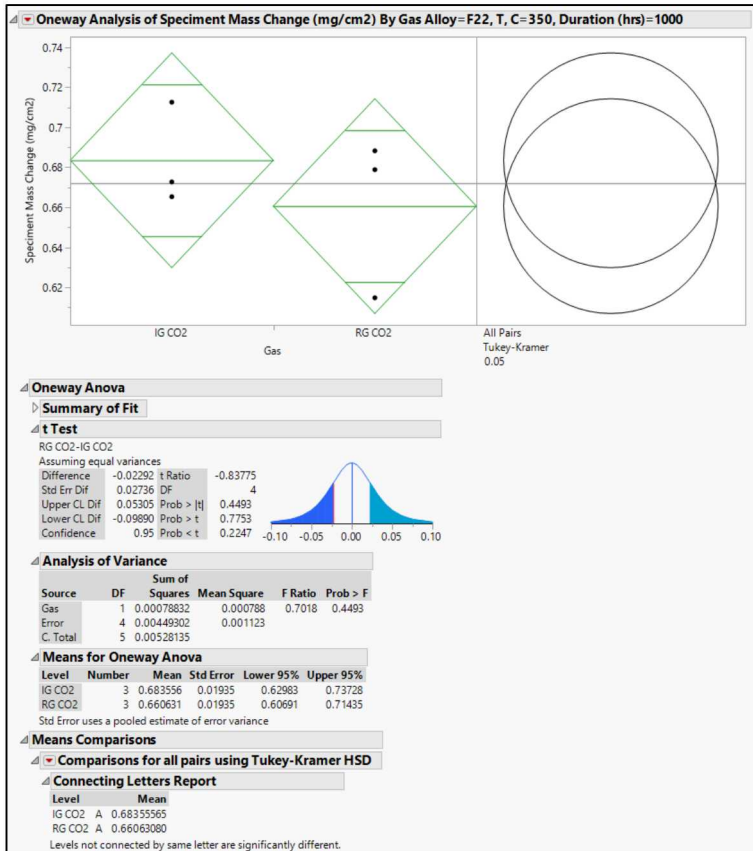 Oneway Analysis of Speciment Mass Change (mg/cm2) By Gas Alloy=F22, T, C=350, Duration (hrs)=1000
Speciment Mass Change (mg/cm2)
0.74
0.72
0.7
0.68
0.66
0.64
0.62
IG CO2 RG CO2
Gas
All Pairs
Tukey-Kramer
0.05
Oneway Anova
Summary of Fit
t Test
RG CO2-IG CO2
Assuming equal variances
Difference -0.02292 t Ratio -0.83775
Std Err Dif 0.02736 DF 4
Upper CL Dif 0.05305 Prob > |t| 0.4493
Lower CL Dif -0.09890 Prob > t 0.7753
Confidence 0.95 Prob < t 0.2247
-0.10 -0.05 0.00 0.05 0.10
Analysis of Variance
Sum of
Source DF Squares Mean Square F Ratio Prob > F
Gas 1 0.00078832 0.000788 0.7018 0.4493
Error 4 0.00449302 0.001123
C. Total 5 0.00528135
Means for Oneway Anova
Level Number Mean Std Error Lower 95% Upper 95%
IG CO2 3 0.683556 0.01935 0.62983 0.73728
RG CO2 3 0.660631 0.01935 0.60691 0.71435
Std Error uses a pooled estimate of error variance
Means Comparisons
Comparisons for all pairs using Tukey-Kramer HSD
Connecting Letters Report
Level Mean
IG CO2 A 0.68355565
RG CO2 A 0.66063080
Levels not connected by same letter are significantly different.